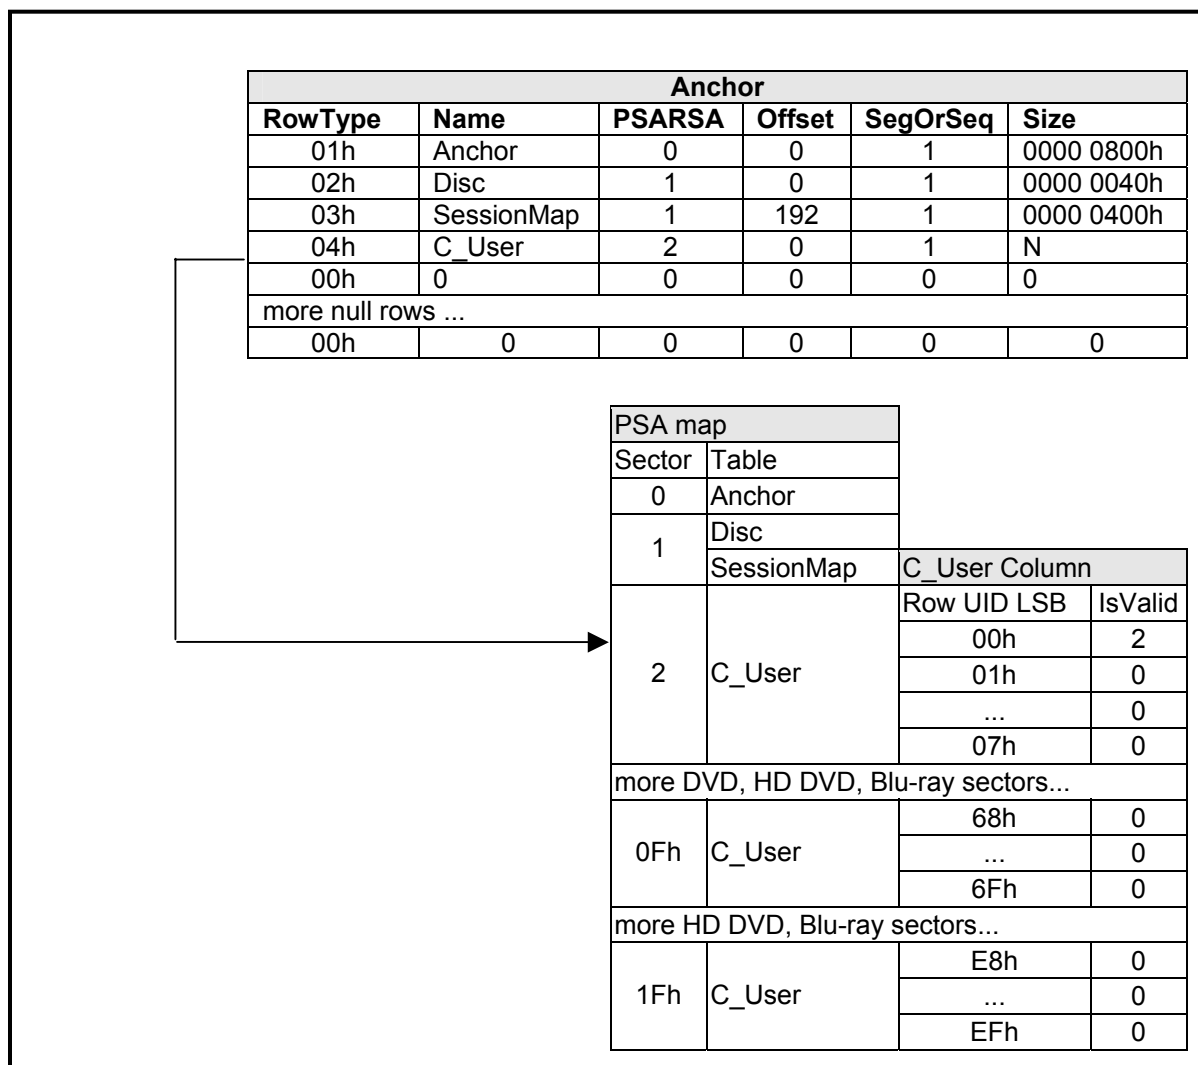 Anchor
RowType Name PSARSA Offset SegOrSeq Size
01h Anchor 0 0 1 0000 0800h
02h Disc 1 0 1 0000 0040h
03h SessionMap 1 192 1 0000 0400h
04h C_User 2 0 1 N
00h 0 0 0 0 0
more null rows ...
00h 0 0 0 0 0
PSA map
Sector Table
0 Anchor
1 Disc
SessionMap C_User Column
Row UID LSB IsValid
00h 2
2 C_User 01h 0
... 0
07h 0
more DVD, HD DVD, Blu-ray sectors...
68h 0
0Fh C_User ... 0
6Fh 0
more HD DVD, Blu-ray sectors...
E8h 0
1Fh C_User ... 0
EFh 0